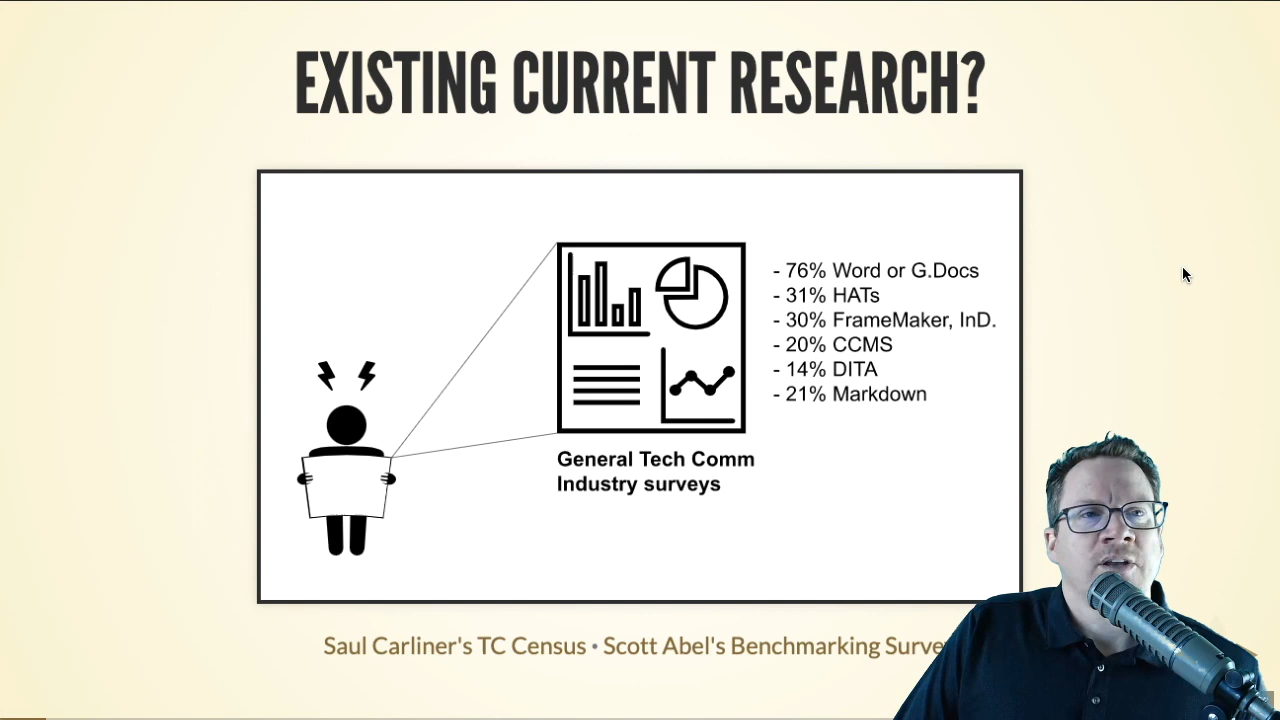 EXISTING CURRENT RESEARCH?
- 76% Word or G.Docs
- 31% HATs
- 30% FrameMaker, InD.
- 20% CCMS
- 14% DITA
- 21% Markdown
General Tech Comm
Industry surveys
Saul Carliner's TC Census • Scott Abel's Benchmarking